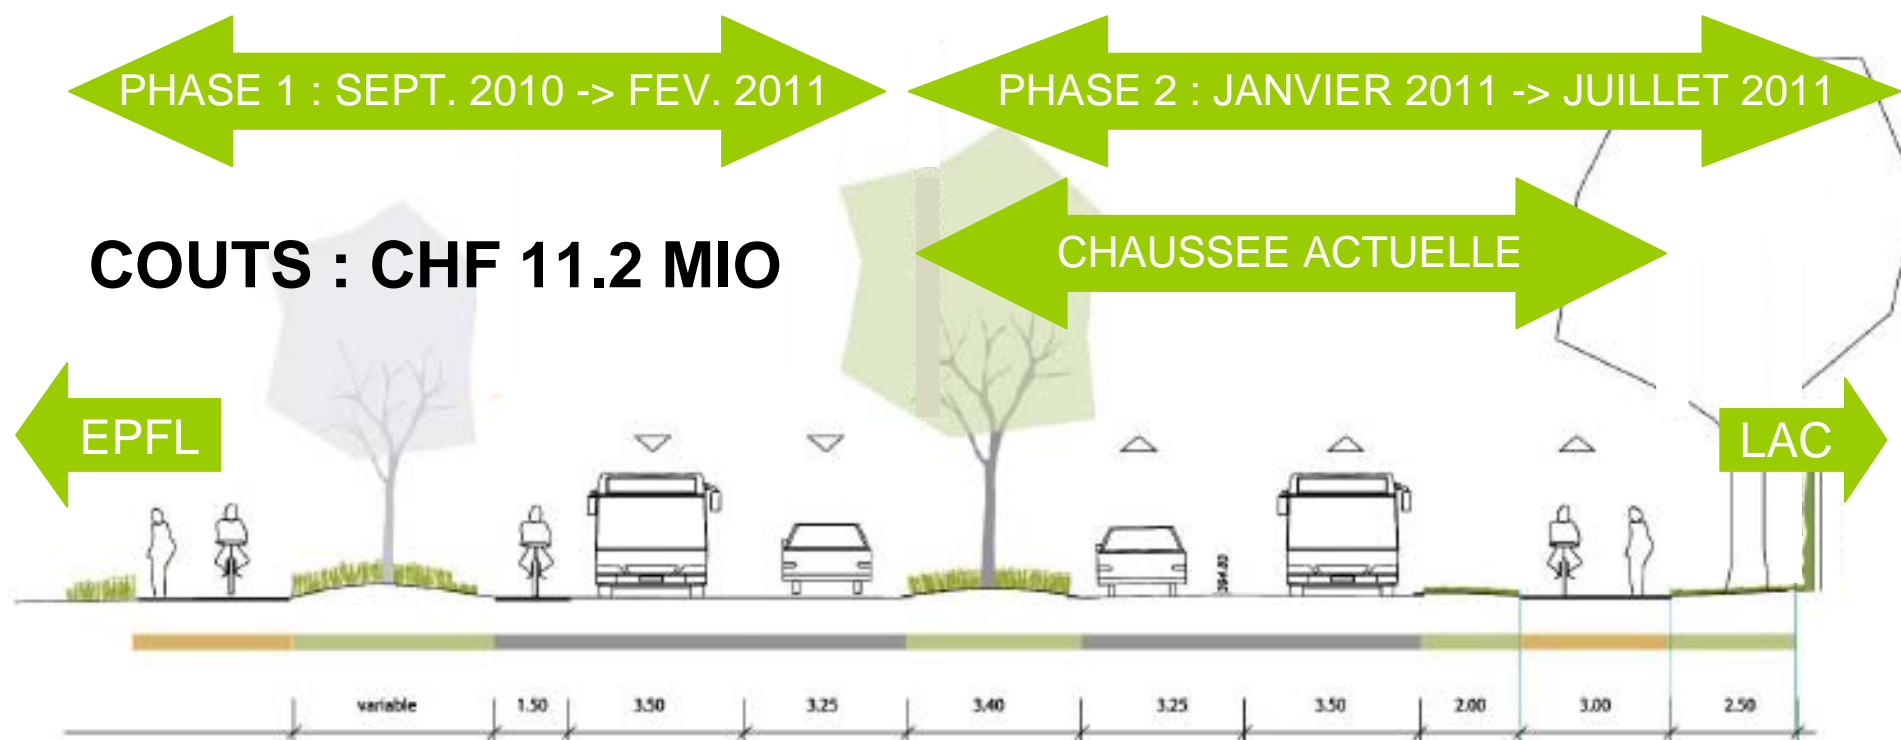 PHASE 1 : SEPT. 2010 -> FEV. 2011
PHASE 2 : JANVIER 2011 -> JUILLET 2011
COUTS : CHF 11.2 MIO
CHAUSSEE ACTUELLE
EPFL
LAC
variable
1.50
3.50
3.25
3.40
3.25
3.50
2.00
3.00
2.50